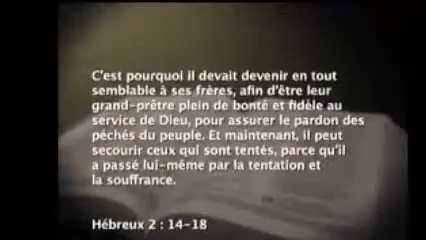 C'est pourquoi il devait devenir en tout
semblable à ses frères, afin d'être leur
grand-prêtre plein de bonté et fidèle au
service de Dieu, pour assurer le pardon des
péchés du peuple. Et maintenant, il peut
secourir ceux qui sont tentés, parce qu'il
a passé lui-même par la tentation et
la souffrance.
Hébreux 2 : 14-18